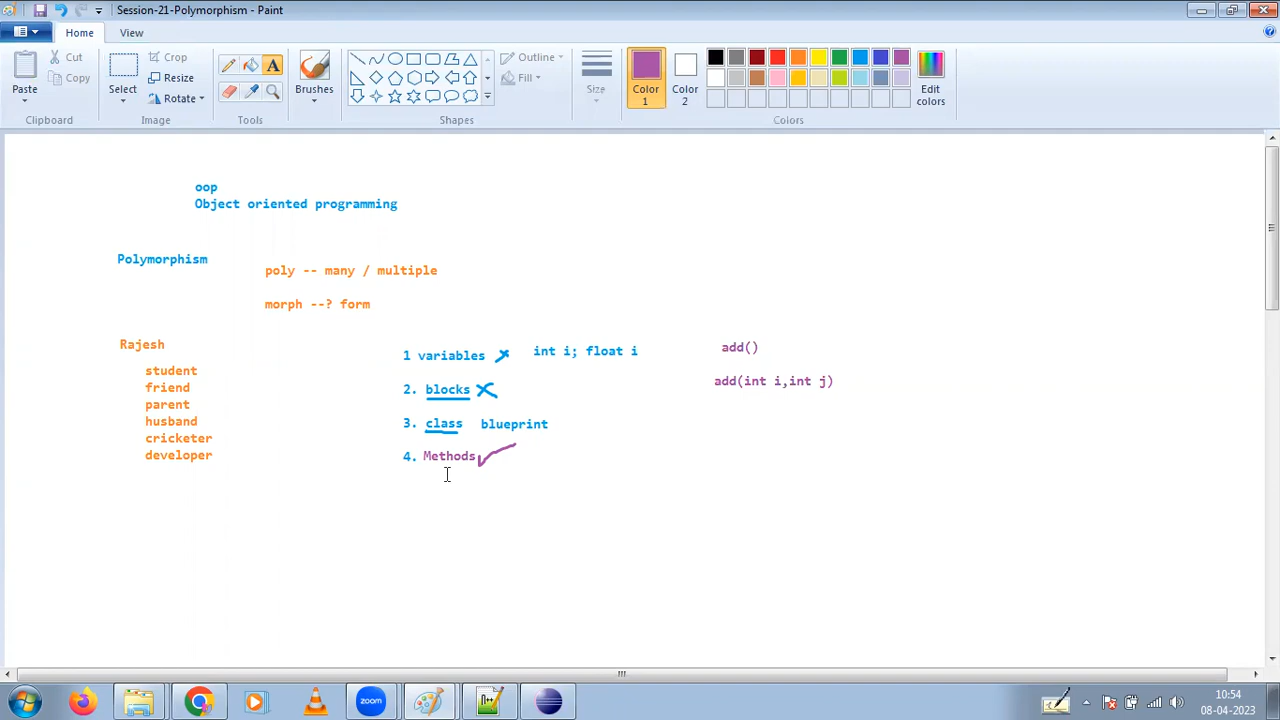 Session-21-Polymorphism - Paint
Home
View
Paste
Cut
Copy
Clipboard
Select
Crop
Resize
Rotate
Image
Tools
Brushes
Shapes
Outline
Fill
Size
Color 1
Color 2
Edit colors
Colors
oop
Object oriented programming
Polymorphism
poly -- many / multiple
morph --? form
Rajesh
student
friend
parent
husband
cricketer
developer
1 variables
int i; float i
2. blocks
3. class
blueprint
4. Methods
add()
add(int i,int j)
zoom
10:54
08-04-2023